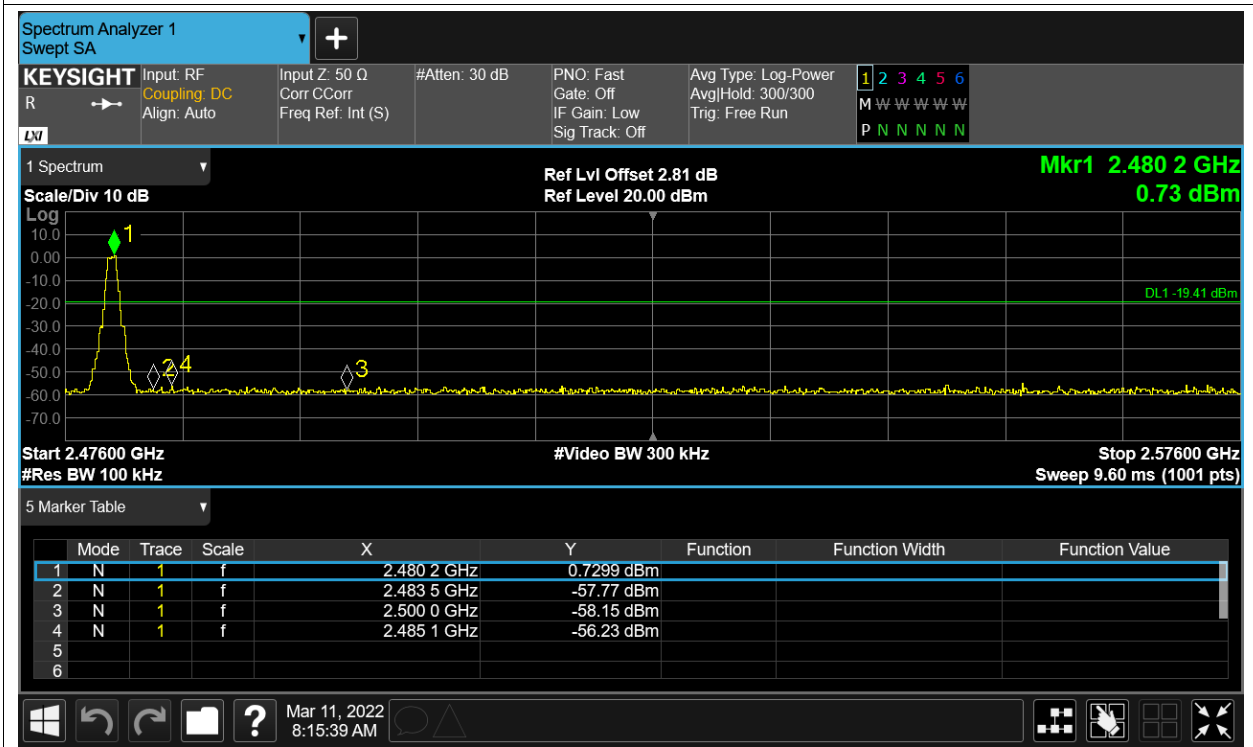 Spectrum Analyzer 1
Swept SA
KEYSIGHT
R
LXI
Input: RF
Coupling: DC
Align: Auto
Input Z: 50 Ω
Corr CCorr
Freq Ref: Int (S)
#Atten: 30 dB
PNO: Fast
Gate: Off
IF Gain: Low
Sig Track: Off
Avg Type: Log-Power
Avg|Hold: 300/300
Trig: Free Run
1 2 3 4 5 6
M W W W W W
P N N N N N
1 Spectrum
Scale/Div 10 dB
Ref Lvl Offset 2.81 dB
Ref Level 20.00 dBm
Mkr1 2.480 2 GHz
0.73 dBm
Log
10.0
0.00
-10.0
-20.0
-30.0
-40.0
-50.0
-60.0
-70.0
1
2
4
3
DL1 -19.41 dBm
Start 2.47600 GHz
#Video BW 300 kHz
Stop 2.57600 GHz
#Res BW 100 kHz
Sweep 9.60 ms (1001 pts)
5 Marker Table
Mode Trace Scale X Y Function Function Width Function Value
1 N 1 f 2.480 2 GHz 0.7299 dBm
2 N 1 f 2.483 5 GHz -57.77 dBm
3 N 1 f 2.500 0 GHz -58.15 dBm
4 N 1 f 2.485 1 GHz -56.23 dBm
5
6
?
Mar 11, 2022
8:15:39 AM